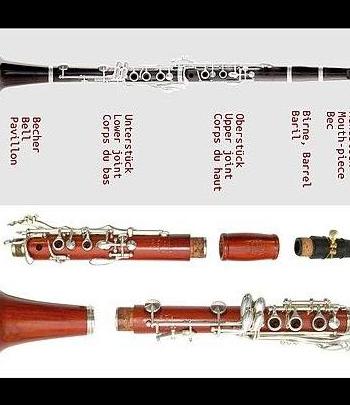 Becher
Bell
Pavillon
Unterstück
Lower joint
Corps du bas
Oberstück
Upper joint
Corps du haut
Birne, Barrel
Baril
Mouth-piece
Bec